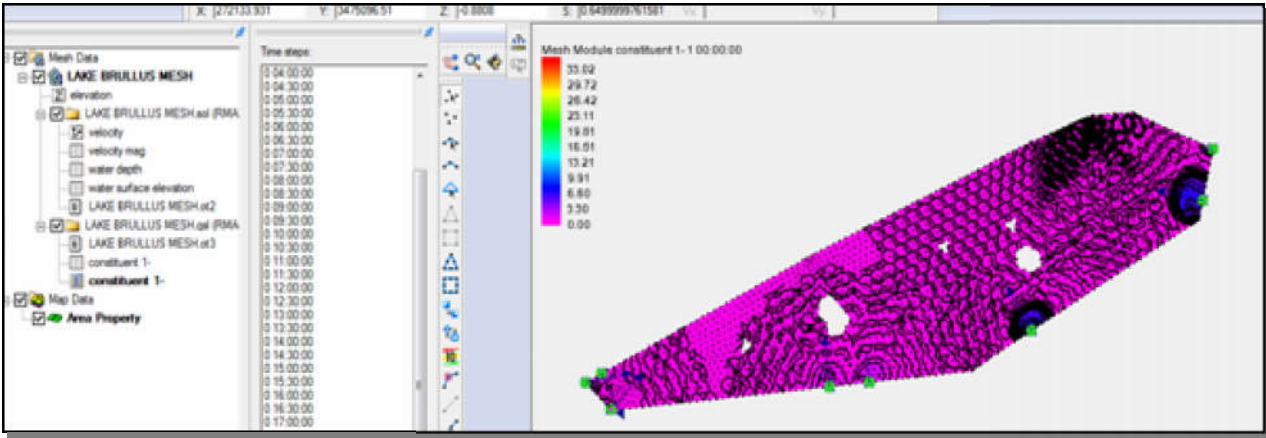 X: 272133.931 Y: 3475096.51 Z: -0.8808 S: 0.6499999761581 Vx: Vy:
Mesh Data
LAKE BRULLUS MESH
elevation
LAKE BRULLUS MESH.sol (RMA
velocity
velocity mag
water depth
water surface elevation
LAKE BRULLUS MESH.ot2
LAKE BRULLUS MESH.qsl (RMA
LAKE BRULLUS MESH.ot3
constituent 1-
constituent 1-
Map Data
Area Property
Time steps:
0 04:00:00
0 04:30:00
0 05:00:00
0 05:30:00
0 06:00:00
0 06:30:00
0 07:00:00
0 07:30:00
0 08:00:00
0 08:30:00
0 09:00:00
0 09:30:00
0 10:00:00
0 10:30:00
0 11:00:00
0 11:30:00
0 12:00:00
0 12:30:00
0 13:00:00
0 13:30:00
0 14:00:00
0 14:30:00
0 15:00:00
0 15:30:00
0 16:00:00
0 16:30:00
0 17:00:00
Mesh Module constituent 1- 1 00:00:00
33.02
29.72
26.42
23.11
19.81
16.51
13.21
9.91
6.60
3.30
0.00